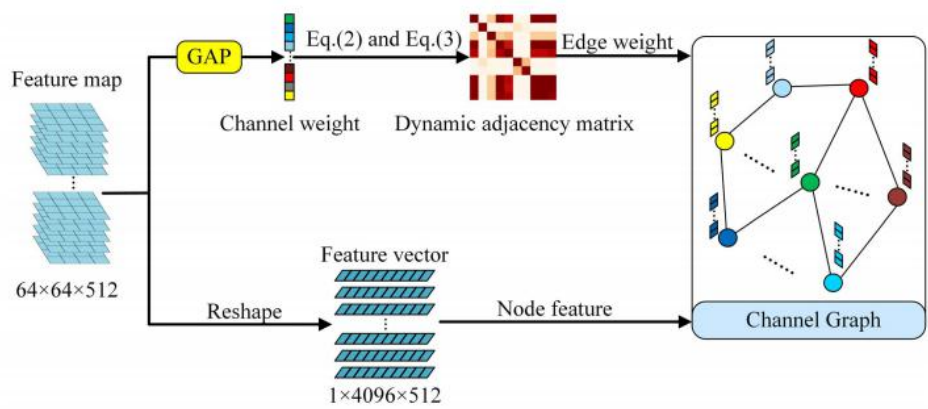 Feature map
64×64×512
GAP
Channel weight
Eq.(2) and Eq.(3)
Dynamic adjacency matrix
Edge weight
Reshape
Feature vector
1×4096×512
Node feature
Channel Graph